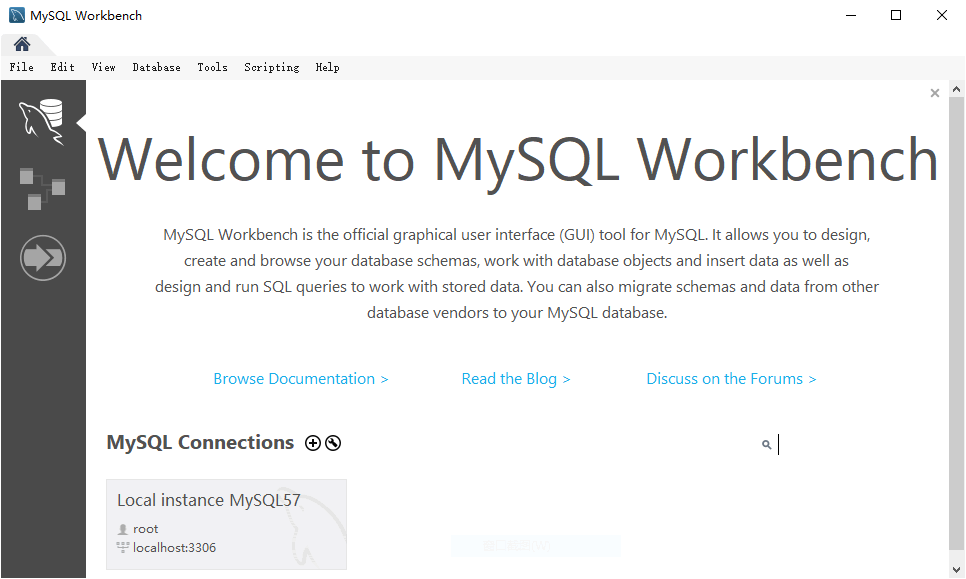 MySQL Workbench
File Edit View Database Tools Scripting Help
Welcome to MySQL Workbench
MySQL Workbench is the official graphical user interface (GUI) tool for MySQL. It allows you to design,
create and browse your database schemas, work with database objects and insert data as well as
design and run SQL queries to work with stored data. You can also migrate schemas and data from other
database vendors to your MySQL database.
Browse Documentation > Read the Blog > Discuss on the Forums >
MySQL Connections
Local instance MySQL57
root
localhost:3306